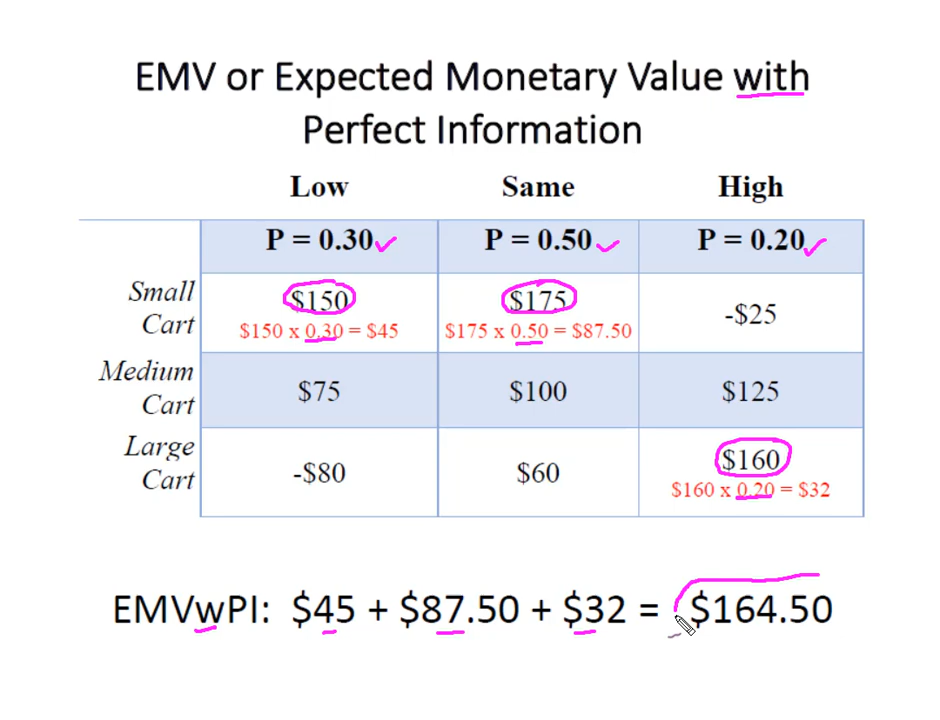 EMV or Expected Monetary Value with
Perfect Information
Low Same High
P = 0.30 P = 0.50 P = 0.20
Small
Cart
$150 $175 -$25
$150 x 0.30 = $45 $175 x 0.50 = $87.50
Medium
Cart
$75 $100 $125
Large
Cart
-$80 $60 $160
$160 x 0.20 = $32
EMVwPI: $45 + $87.50 + $32 = $164.50